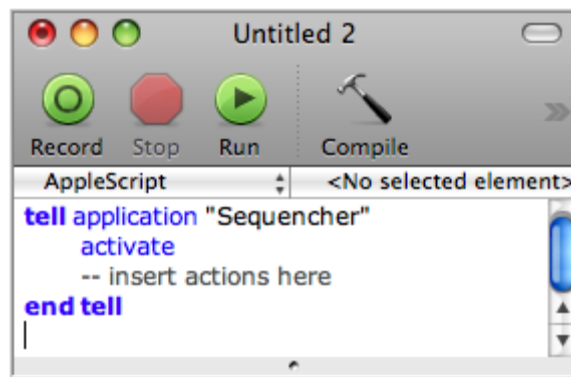 Untitled 2
Record Stop Run Compile
AppleScript <No selected element>
tell application "Sequencher"
activate
-- insert actions here
end tell